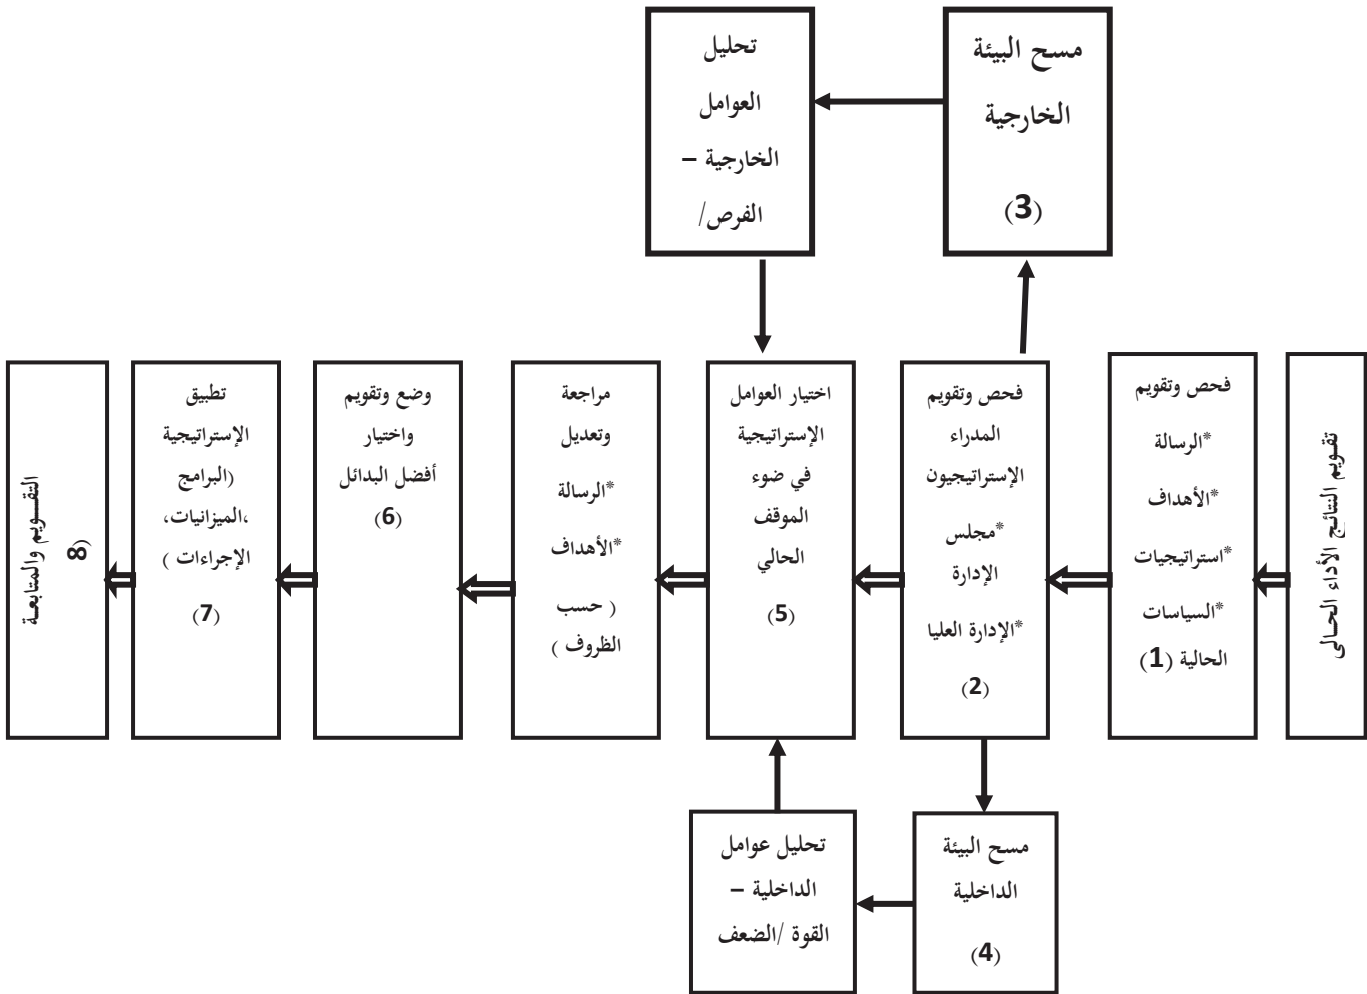 مسح البيئة
الخارجية
(3)
تحليل
العوامل
الخارجية –
الفرص/
تقويم النتائج الأداء الحالى
فحص وتقويم
*الرسالة
*الأهداف
*استراتيجيات
*السياسات
الحالية (1)
فحص وتقويم
المدراء
الإستراتيجيون
*مجلس
الإدارة
*الإدارة العليا
(2)
اختيار العوامل
الإستراتيجية
في ضوء
الموقف
الحالي
(5)
مراجعة
وتعديل
*الرسالة
*الأهداف
( حسب
الظروف )
وضع وتقويم
واختيار
أفضل البدائل
(6)
تطبيق
الإستراتيجية
(البرامج
،الميزانيات،
الإجراءات )
(7)
التقويم والمتابعة
8)
مسح البيئة
الداخلية
(4)
تحليل عوامل
الداخلية –
القوة /الضعف